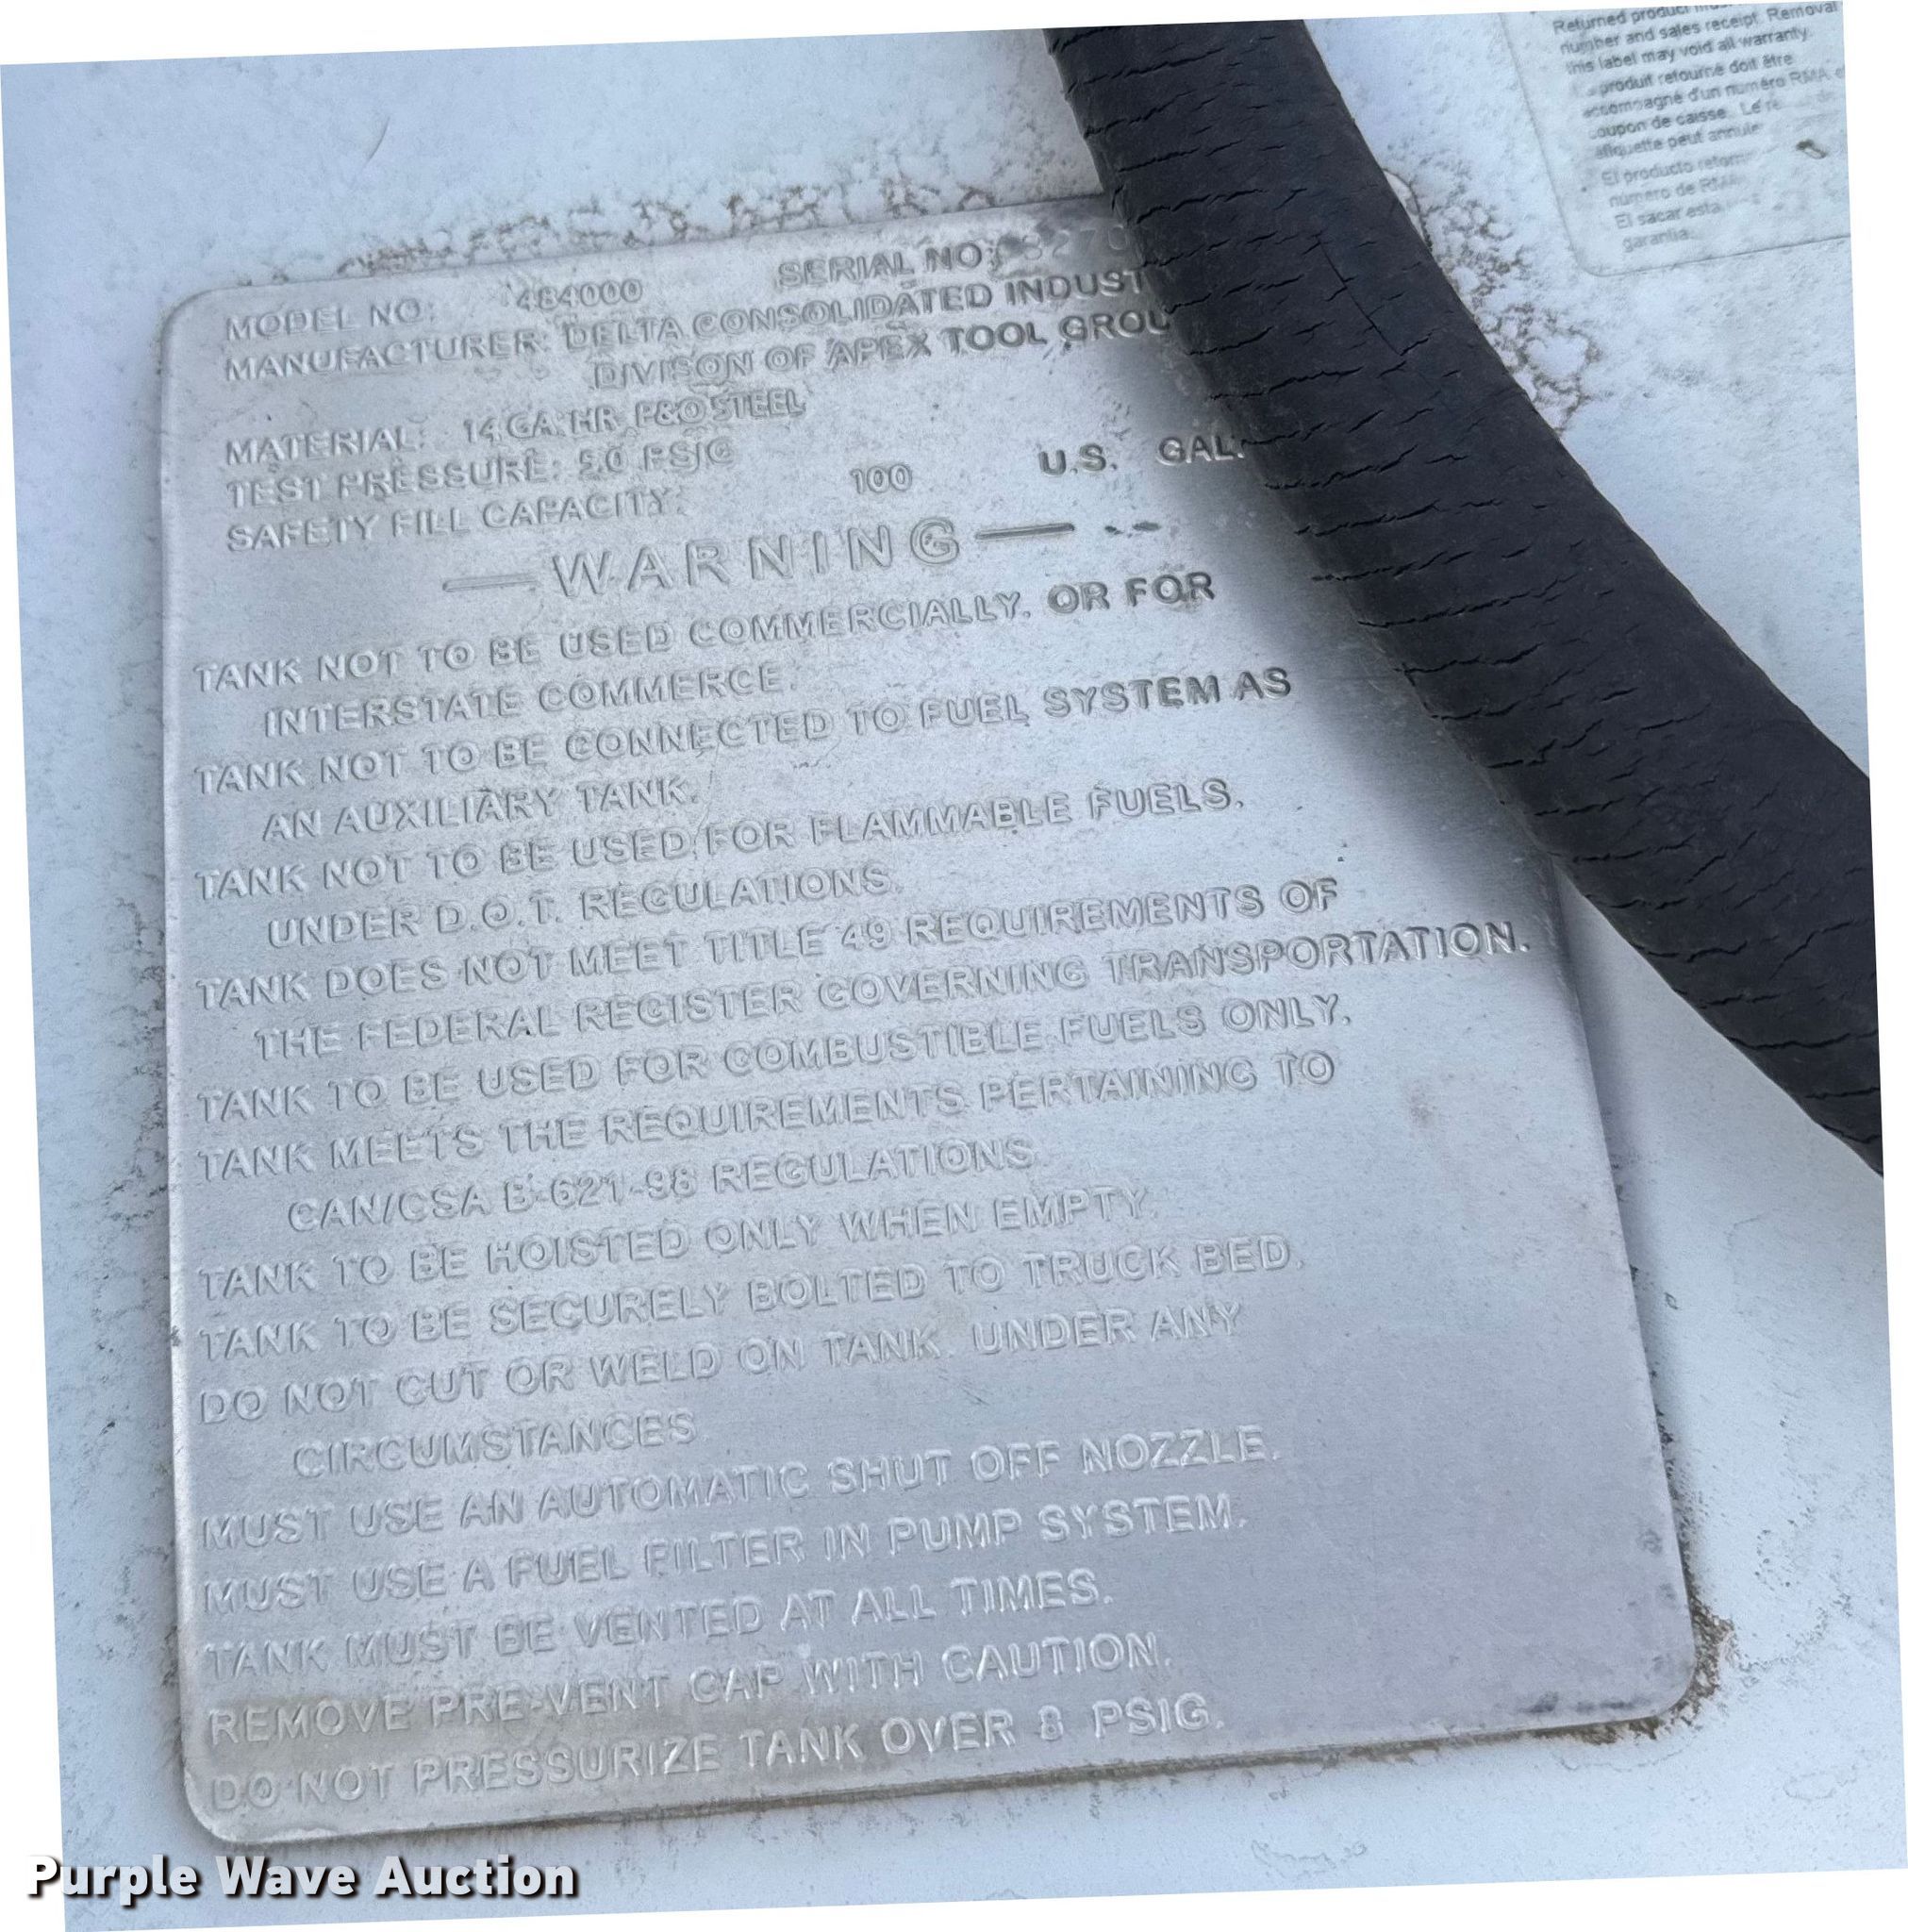 Returned product
number and sales receipt. Removal
this label may void all warranty.
produit retourné doit être
accompagné d'un numéro RMA
coupon de caisse. Le
étiquette peut annule
El producto retorn
número de RMA
El sacar esta
garantía.
MODEL NO: 484000 SERIAL NO:
MANUFACTURER: DELTA CONSOLIDATED INDUST
DIVISON OF APEX TOOL GROU
MATERIAL: 14 GA. HR P&O STEEL
TEST PRESSURE: 5.0 PSIG
SAFETY FILL CAPACITY: 100 U.S. GAL.
— WARNING —
TANK NOT TO BE USED COMMERCIALLY. OR FOR
INTERSTATE COMMERCE.
TANK NOT TO BE CONNECTED TO FUEL SYSTEM AS
AN AUXILIARY TANK.
TANK NOT TO BE USED FOR FLAMMABLE FUELS.
UNDER D.O.T. REGULATIONS.
TANK DOES NOT MEET TITLE 49 REQUIREMENTS OF
THE FEDERAL REGISTER GOVERNING TRANSPORTATION.
TANK TO BE USED FOR COMBUSTIBLE FUELS ONLY.
TANK MEETS THE REQUIREMENTS PERTAINING TO
CAN/CSA B-621-98 REGULATIONS.
TANK TO BE HOISTED ONLY WHEN EMPTY.
TANK TO BE SECURELY BOLTED TO TRUCK BED.
DO NOT CUT OR WELD ON TANK. UNDER ANY
CIRCUMSTANCES
MUST USE AN AUTOMATIC SHUT OFF NOZZLE.
MUST USE A FUEL FILTER IN PUMP SYSTEM.
TANK MUST BE VENTED AT ALL TIMES.
REMOVE PRE-VENT CAP WITH CAUTION.
DO NOT PRESSURIZE TANK OVER 8 PSIG.
Purple Wave Auction